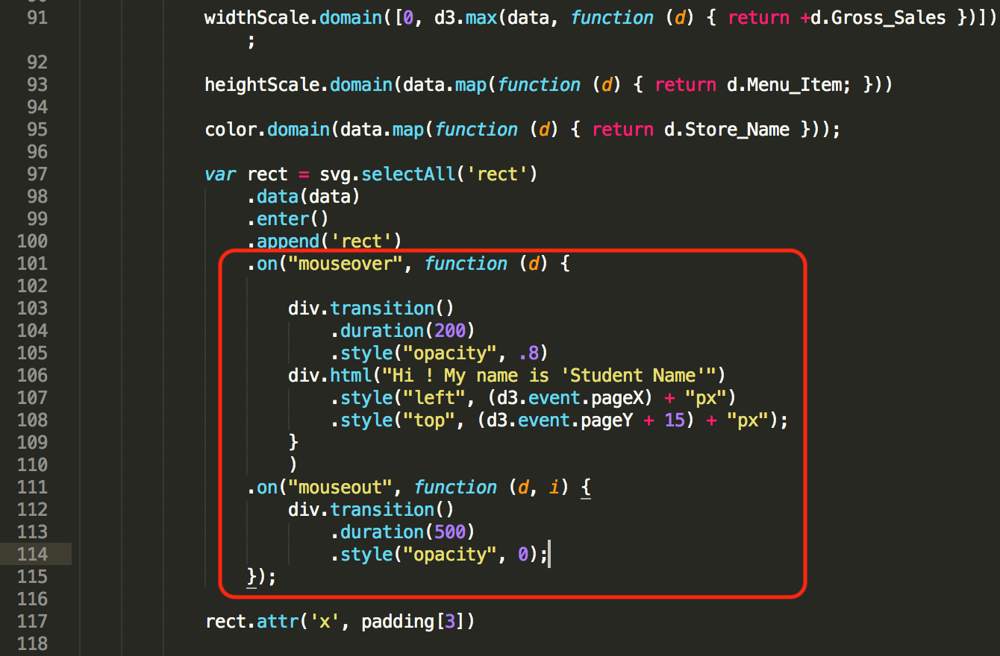 91 widthScale.domain([0, d3.max(data, function (d) { return +d.Gross_Sales })])
;
92
93 heightScale.domain(data.map(function (d) { return d.Menu_Item; }))
94
95 color.domain(data.map(function (d) { return d.Store_Name }));
96
97 var rect = svg.selectAll('rect')
98 .data(data)
99 .enter()
100 .append('rect')
101 .on("mouseover", function (d) {
102
103 div.transition()
104 .duration(200)
105 .style("opacity", .8)
106 div.html("Hi ! My name is 'Student Name'")
107 .style("left", (d3.event.pageX) + "px")
108 .style("top", (d3.event.pageY + 15) + "px");
109 }
110 )
111 .on("mouseout", function (d, i) {
112 div.transition()
113 .duration(500)
114 .style("opacity", 0);
115 });
116
117 rect.attr('x', padding[3])
118